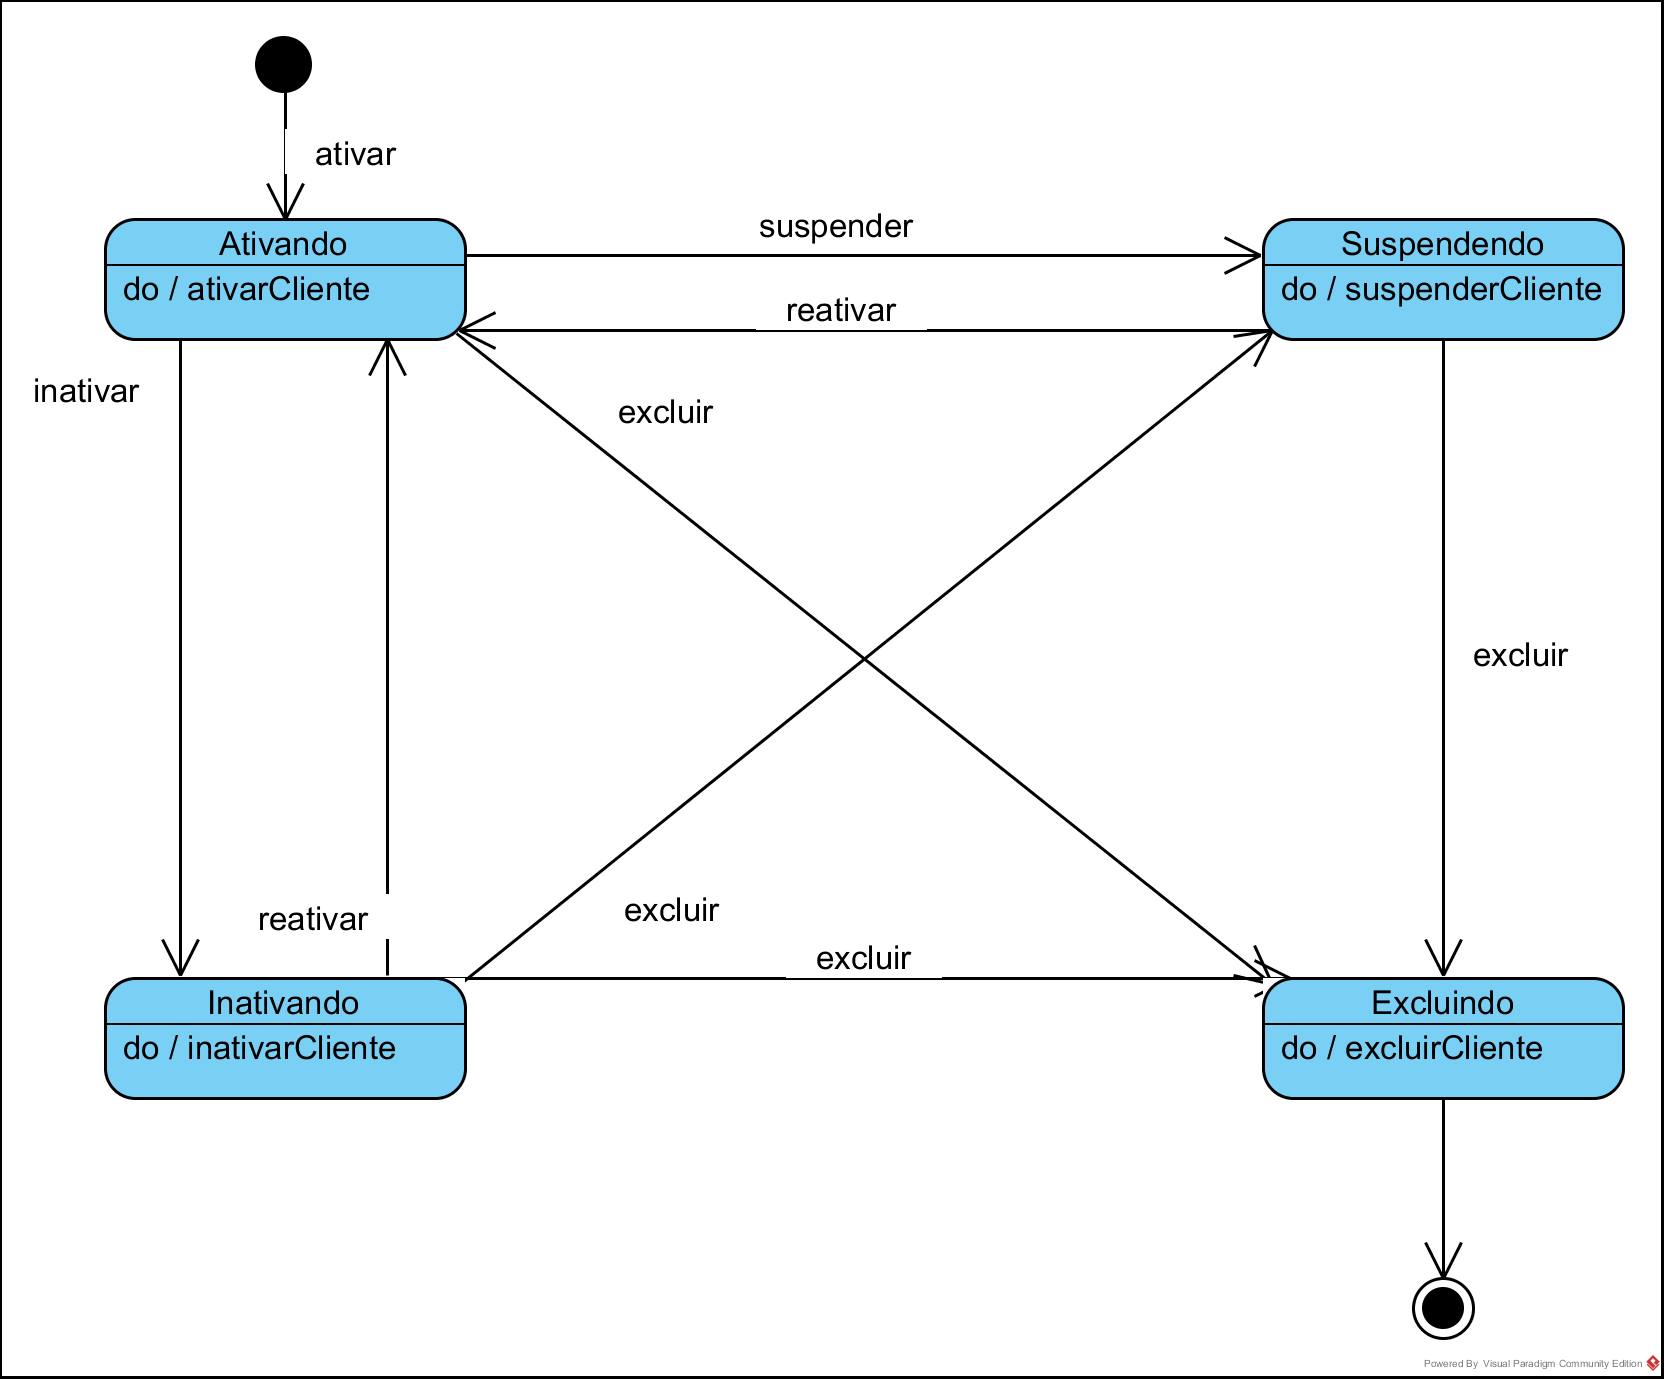 ativar
Ativando
do / ativarCliente
suspender
Suspendendo
do / suspenderCliente
reativar
inativar
excluir
excluir
reativar
excluir
excluir
Inativando
do / inativarCliente
Excluindo
do / excluirCliente
Powered By Visual Paradigm Community Edition